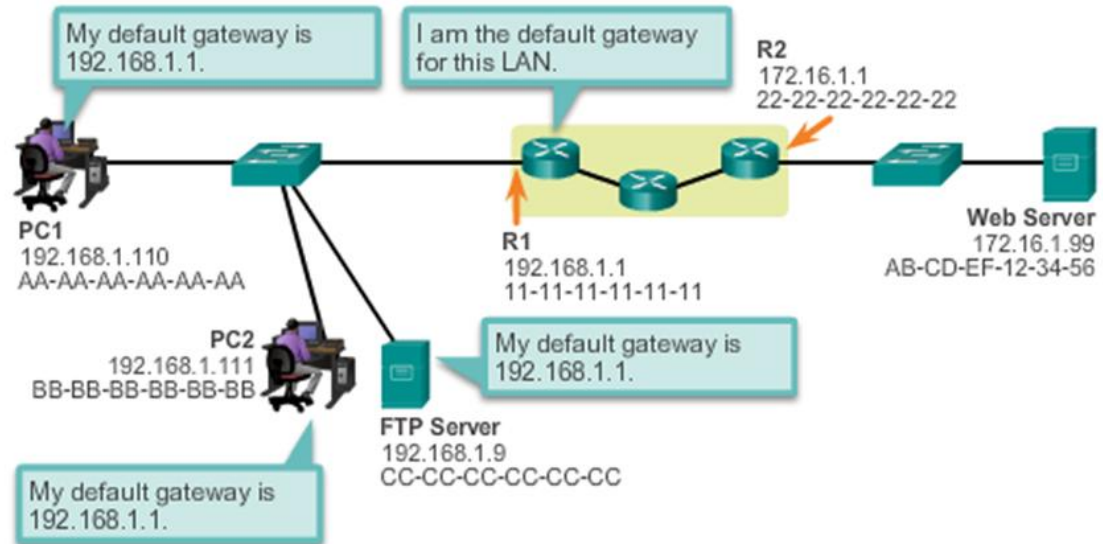 My default gateway is
192.168.1.1.
I am the default gateway
for this LAN.
R2
172.16.1.1
22-22-22-22-22-22
PC1
192.168.1.110
AA-AA-AA-AA-AA-AA
R1
192.168.1.1
11-11-11-11-11-11
Web Server
172.16.1.99
AB-CD-EF-12-34-56
PC2
192.168.1.111
BB-BB-BB-BB-BB-BB
My default gateway is
192.168.1.1.
FTP Server
192.168.1.9
CC-CC-CC-CC-CC-CC
My default gateway is
192.168.1.1.